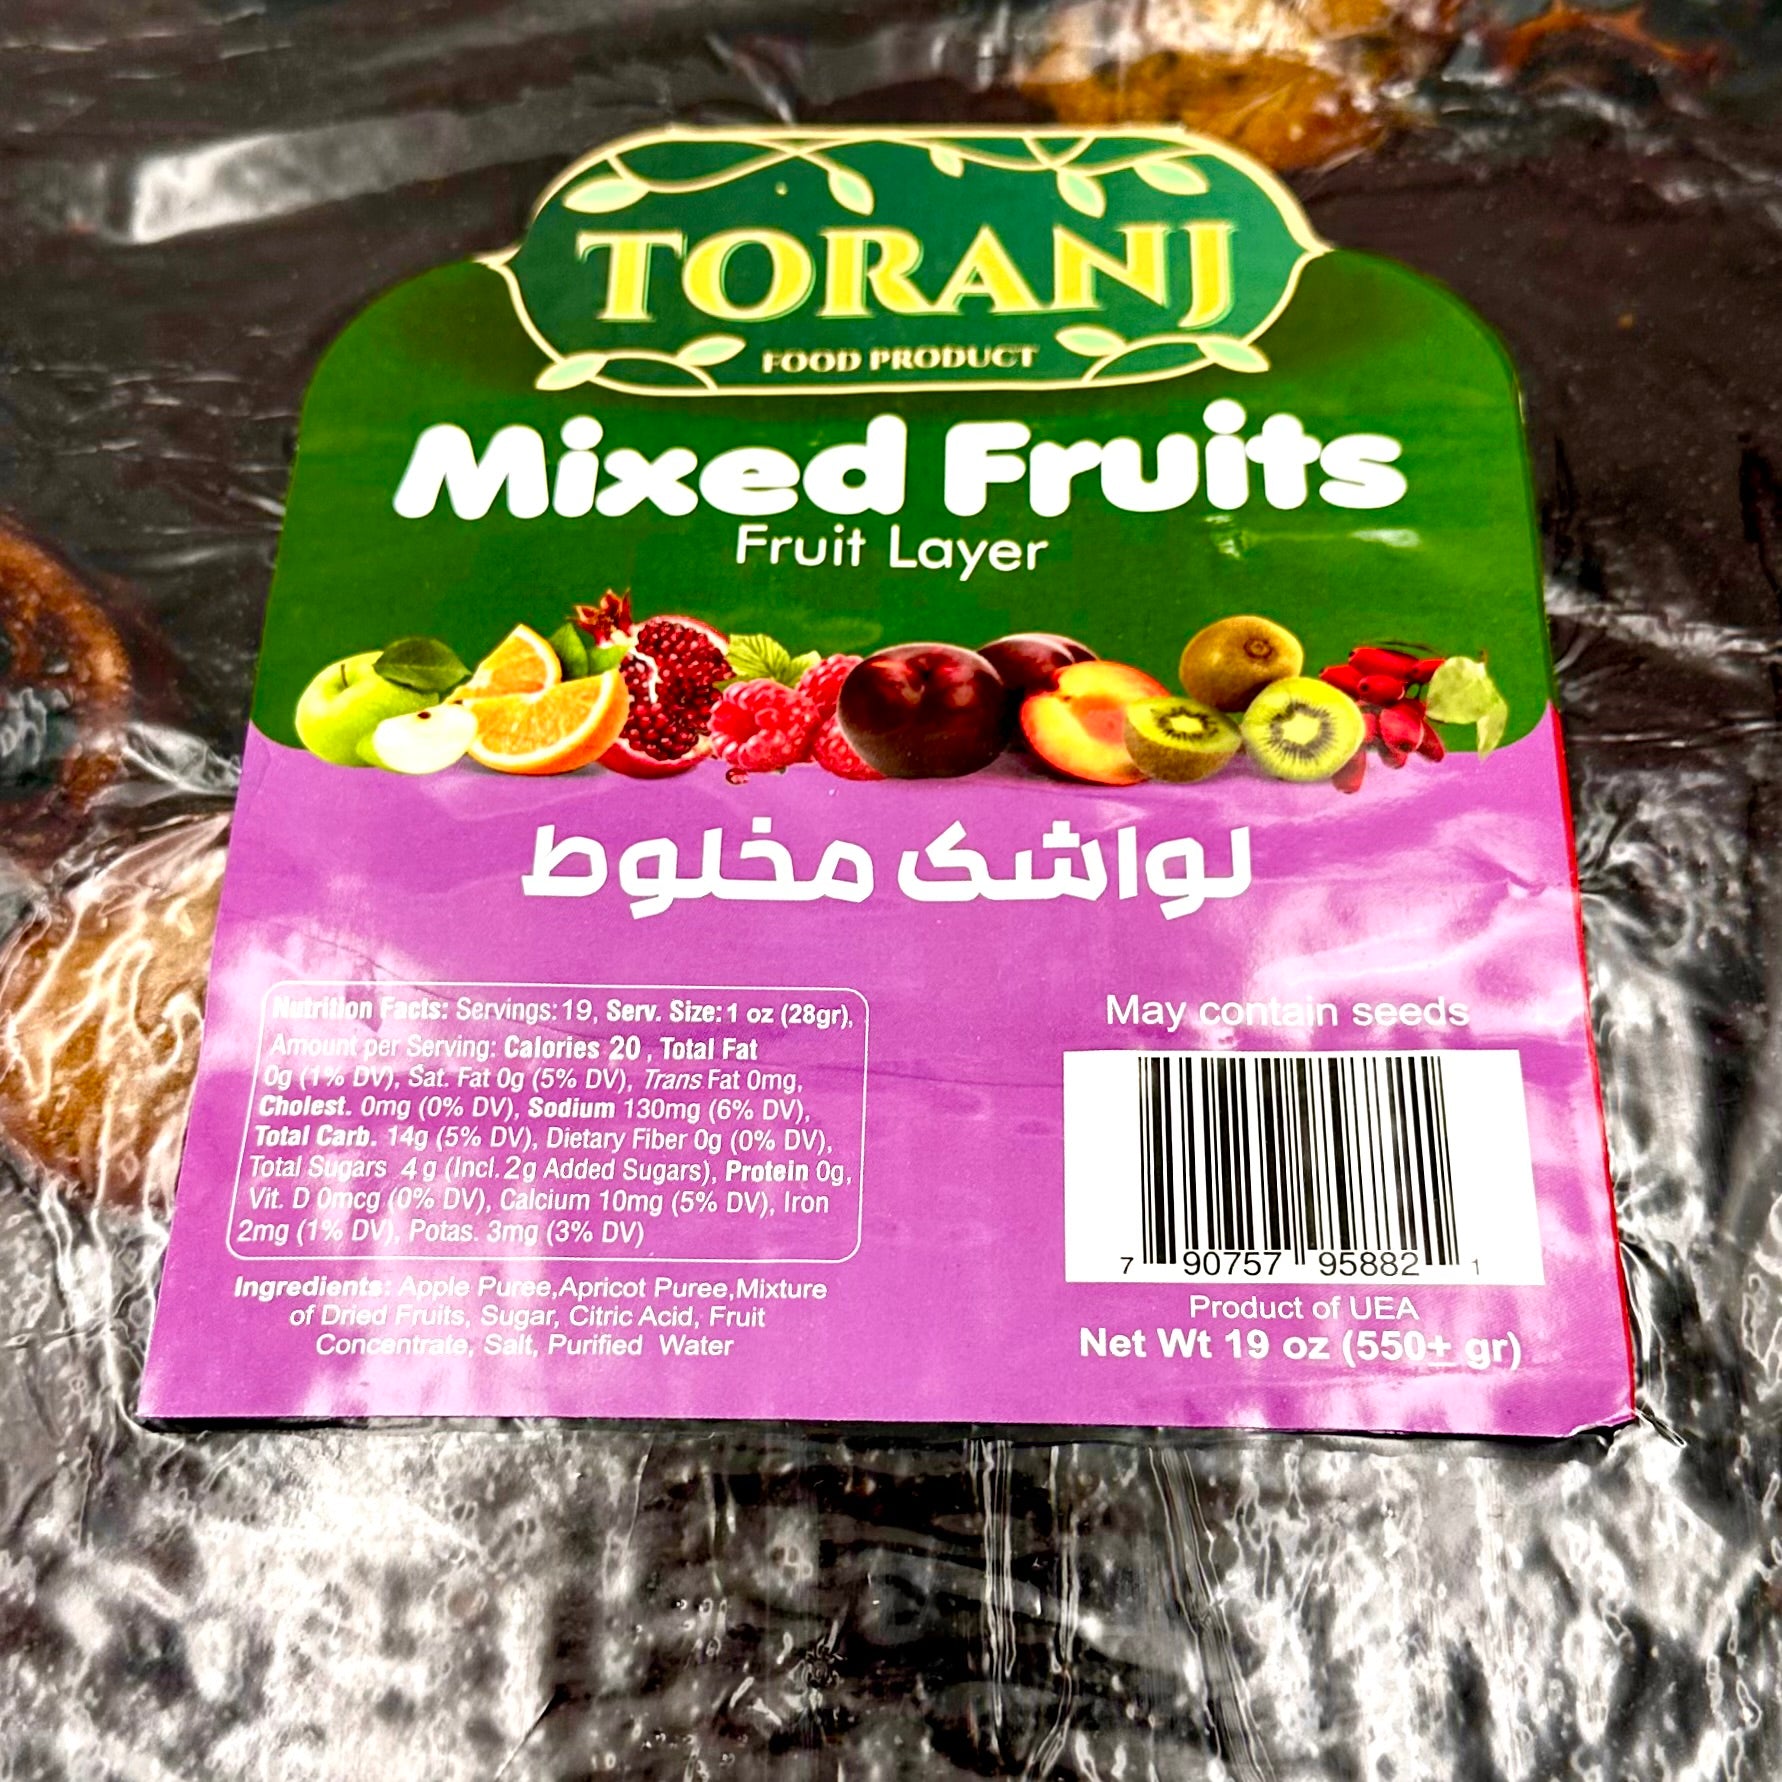 TORANJ
FOOD PRODUCT
Mixed Fruits
Fruit Layer
لواشک مخلوط
Nutrition Facts: Servings: 19, Serv. Size: 1 oz (28gr),
Amount per Serving: Calories 20 , Total Fat
0g (1% DV), Sat. Fat 0g (5% DV), Trans Fat 0mg,
Cholest. 0mg (0% DV), Sodium 130mg (6% DV),
Total Carb. 14g (5% DV), Dietary Fiber 0g (0% DV),
Total Sugars 4 g (Incl. 2g Added Sugars), Protein 0g,
Vit. D 0mcg (0% DV), Calcium 10mg (5% DV), Iron
2mg (1% DV), Potas. 3mg (3% DV)
Ingredients: Apple Puree,Apricot Puree,Mixture
of Dried Fruits, Sugar, Citric Acid, Fruit
Concentrate, Salt, Purified Water
May contain seeds
7 90757 95882 1
Product of UEA
Net Wt 19 oz (550+ gr)